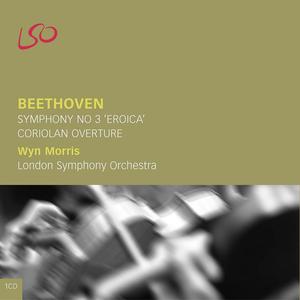 LSO
BEETHOVEN
SYMPHONY NO 3 'EROICA'
CORIOLAN OVERTURE
Wyn Morris
London Symphony Orchestra
1CD